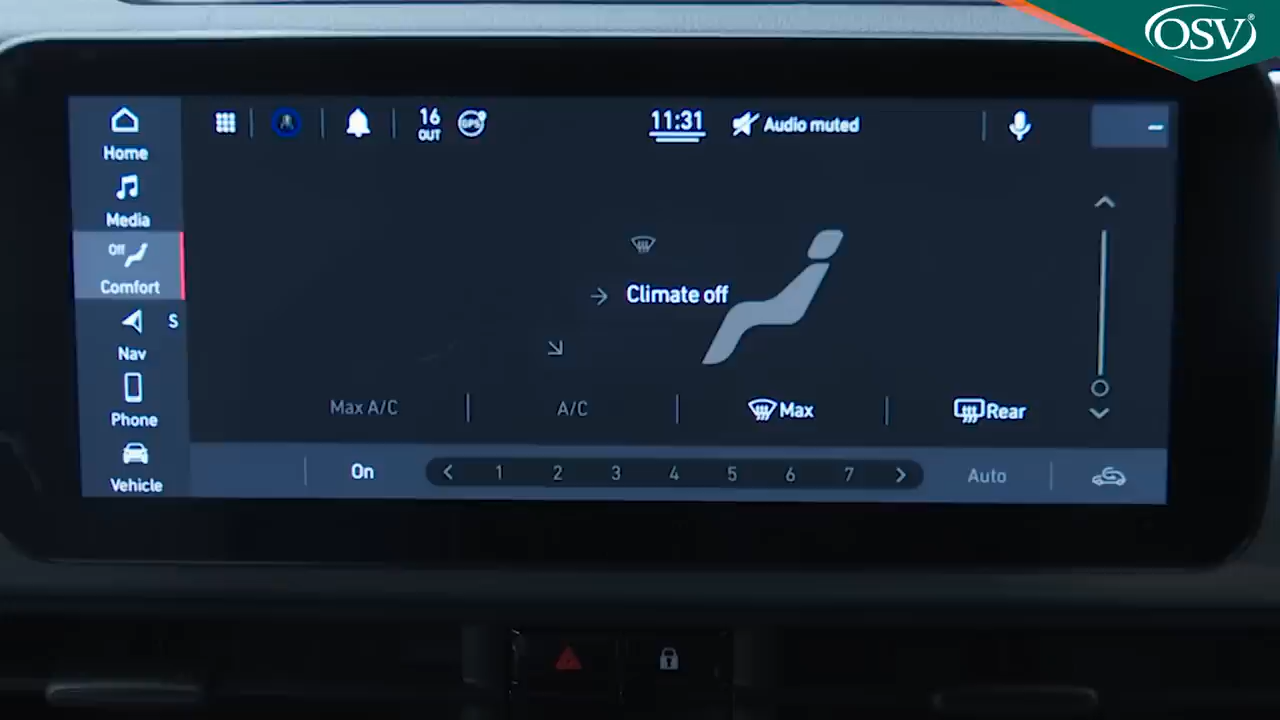 OSV®
Home
16
OUT
GPS
11:31
Audio muted
Media
Off
Comfort
Climate off
S
Nav
Phone
Max A/C
A/C
Max
Rear
Vehicle
On
1 2 3 4 5 6 7
Auto